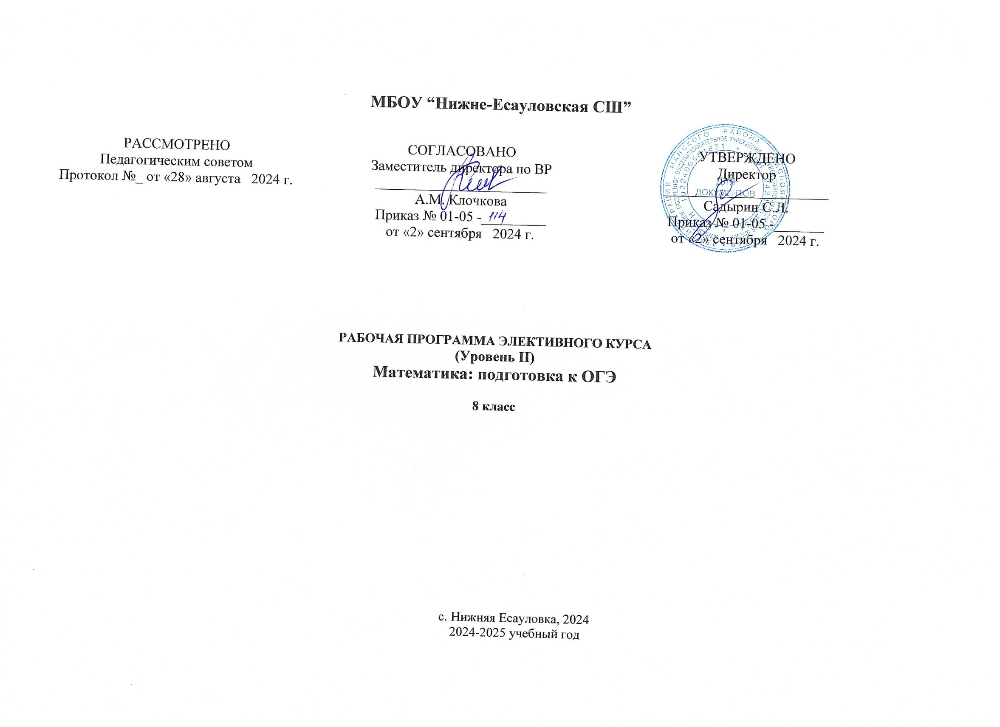 МБОУ “Нижне-Есауловская СШ”
РАССМОТРЕНО
Педагогическим советом
Протокол №_ от «28» августа 2024 г.
СОГЛАСОВАНО
Заместитель директора по ВР
А.М. Клочкова
Приказ № 01-05 - 114
от «2» сентября 2024 г.
УТВЕРЖДЕНО
Директор
Садырин С.Л.
Приказ № 01-05 -
от «2» сентября 2024 г.
МАНСКОГО РАЙОНА
ДЛЯ
ДОКУМЕНТОВ
РАБОЧАЯ ПРОГРАММА ЭЛЕКТИВНОГО КУРСА
(Уровень II)
Математика: подготовка к ОГЭ
8 класс
с. Нижняя Есауловка, 2024
2024-2025 учебный год